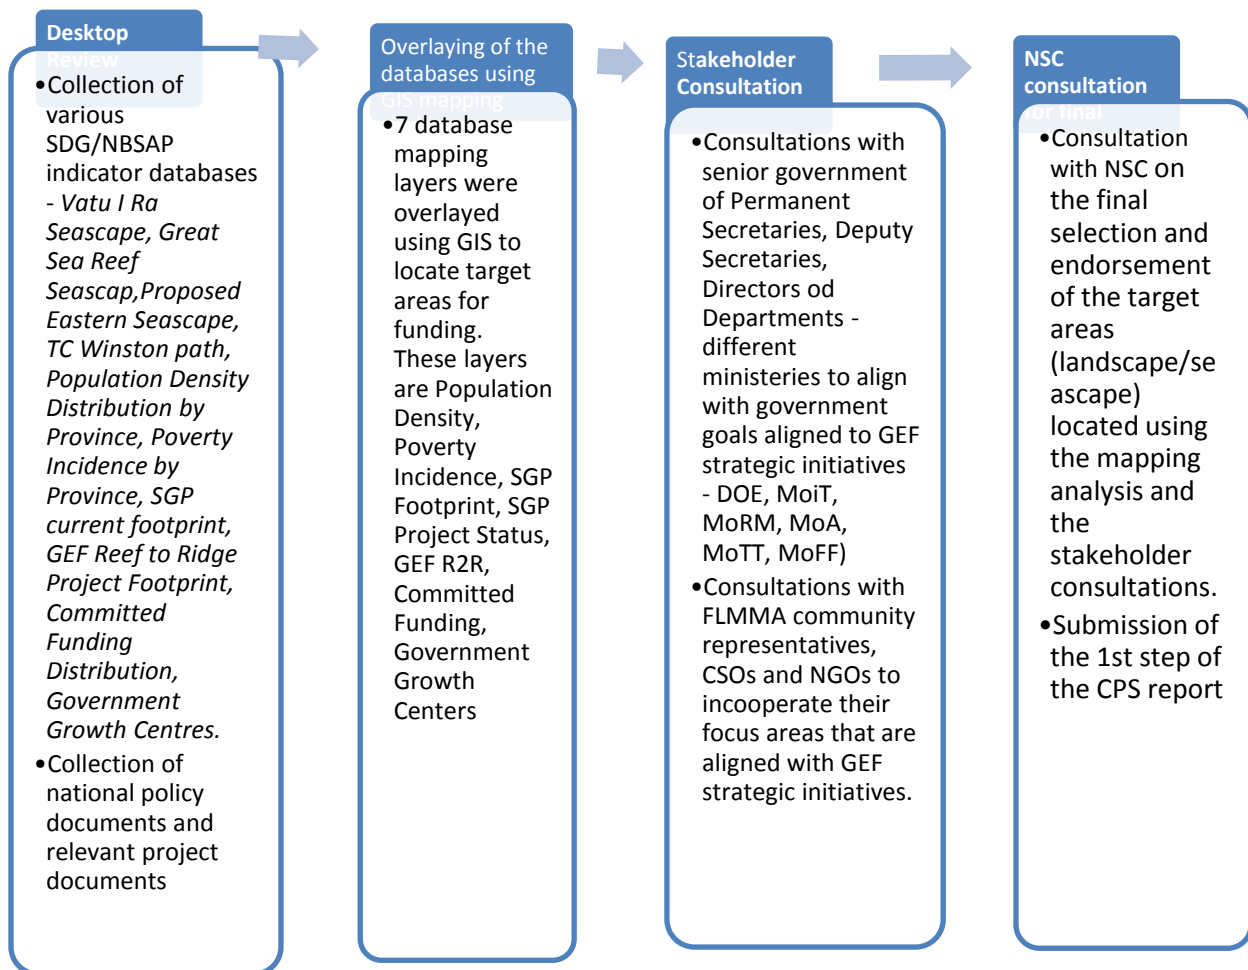 Desktop
Review
•Collection of
various
SDG/NBSAP
indicator databases
- Vatu I Ra
Seascape, Great
Sea Reef
Seascap,Proposed
Eastern Seascape,
TC Winston path,
Population Density
Distribution by
Province, Poverty
Incidence by
Province, SGP
current footprint,
GEF Reef to Ridge
Project Footprint,
Committed
Funding
Distribution,
Government
Growth Centres.
•Collection of
national policy
documents and
relevant project
documents
Overlaying of the
databases using
GIS mapping
•7 database
mapping
layers were
overlayed
using GIS to
locate target
areas for
funding.
These layers
are Population
Density,
Poverty
Incidence, SGP
Footprint, SGP
Project Status,
GEF R2R,
Committed
Funding,
Government
Growth
Centers
Stakeholder
Consultation
•Consultations with
senior government
of Permanent
Secretaries, Deputy
Secretaries,
Directors od
Departments -
different
ministeries to align
with government
goals aligned to GEF
strategic initiatives
- DOE, MoiT,
MoRM, MoA,
MoTT, MoFF)
•Consultations with
FLMMA community
representatives,
CSOs and NGOs to
incooperate their
focus areas that are
aligned with GEF
strategic initiatives.
NSC
consultation
for final
•Consultation
with NSC on
the final
selection and
endorsement
of the target
areas
(landscape/se
ascape)
located using
the mapping
analysis and
the
stakeholder
consultations.
•Submission of
the 1st step of
the CPS report